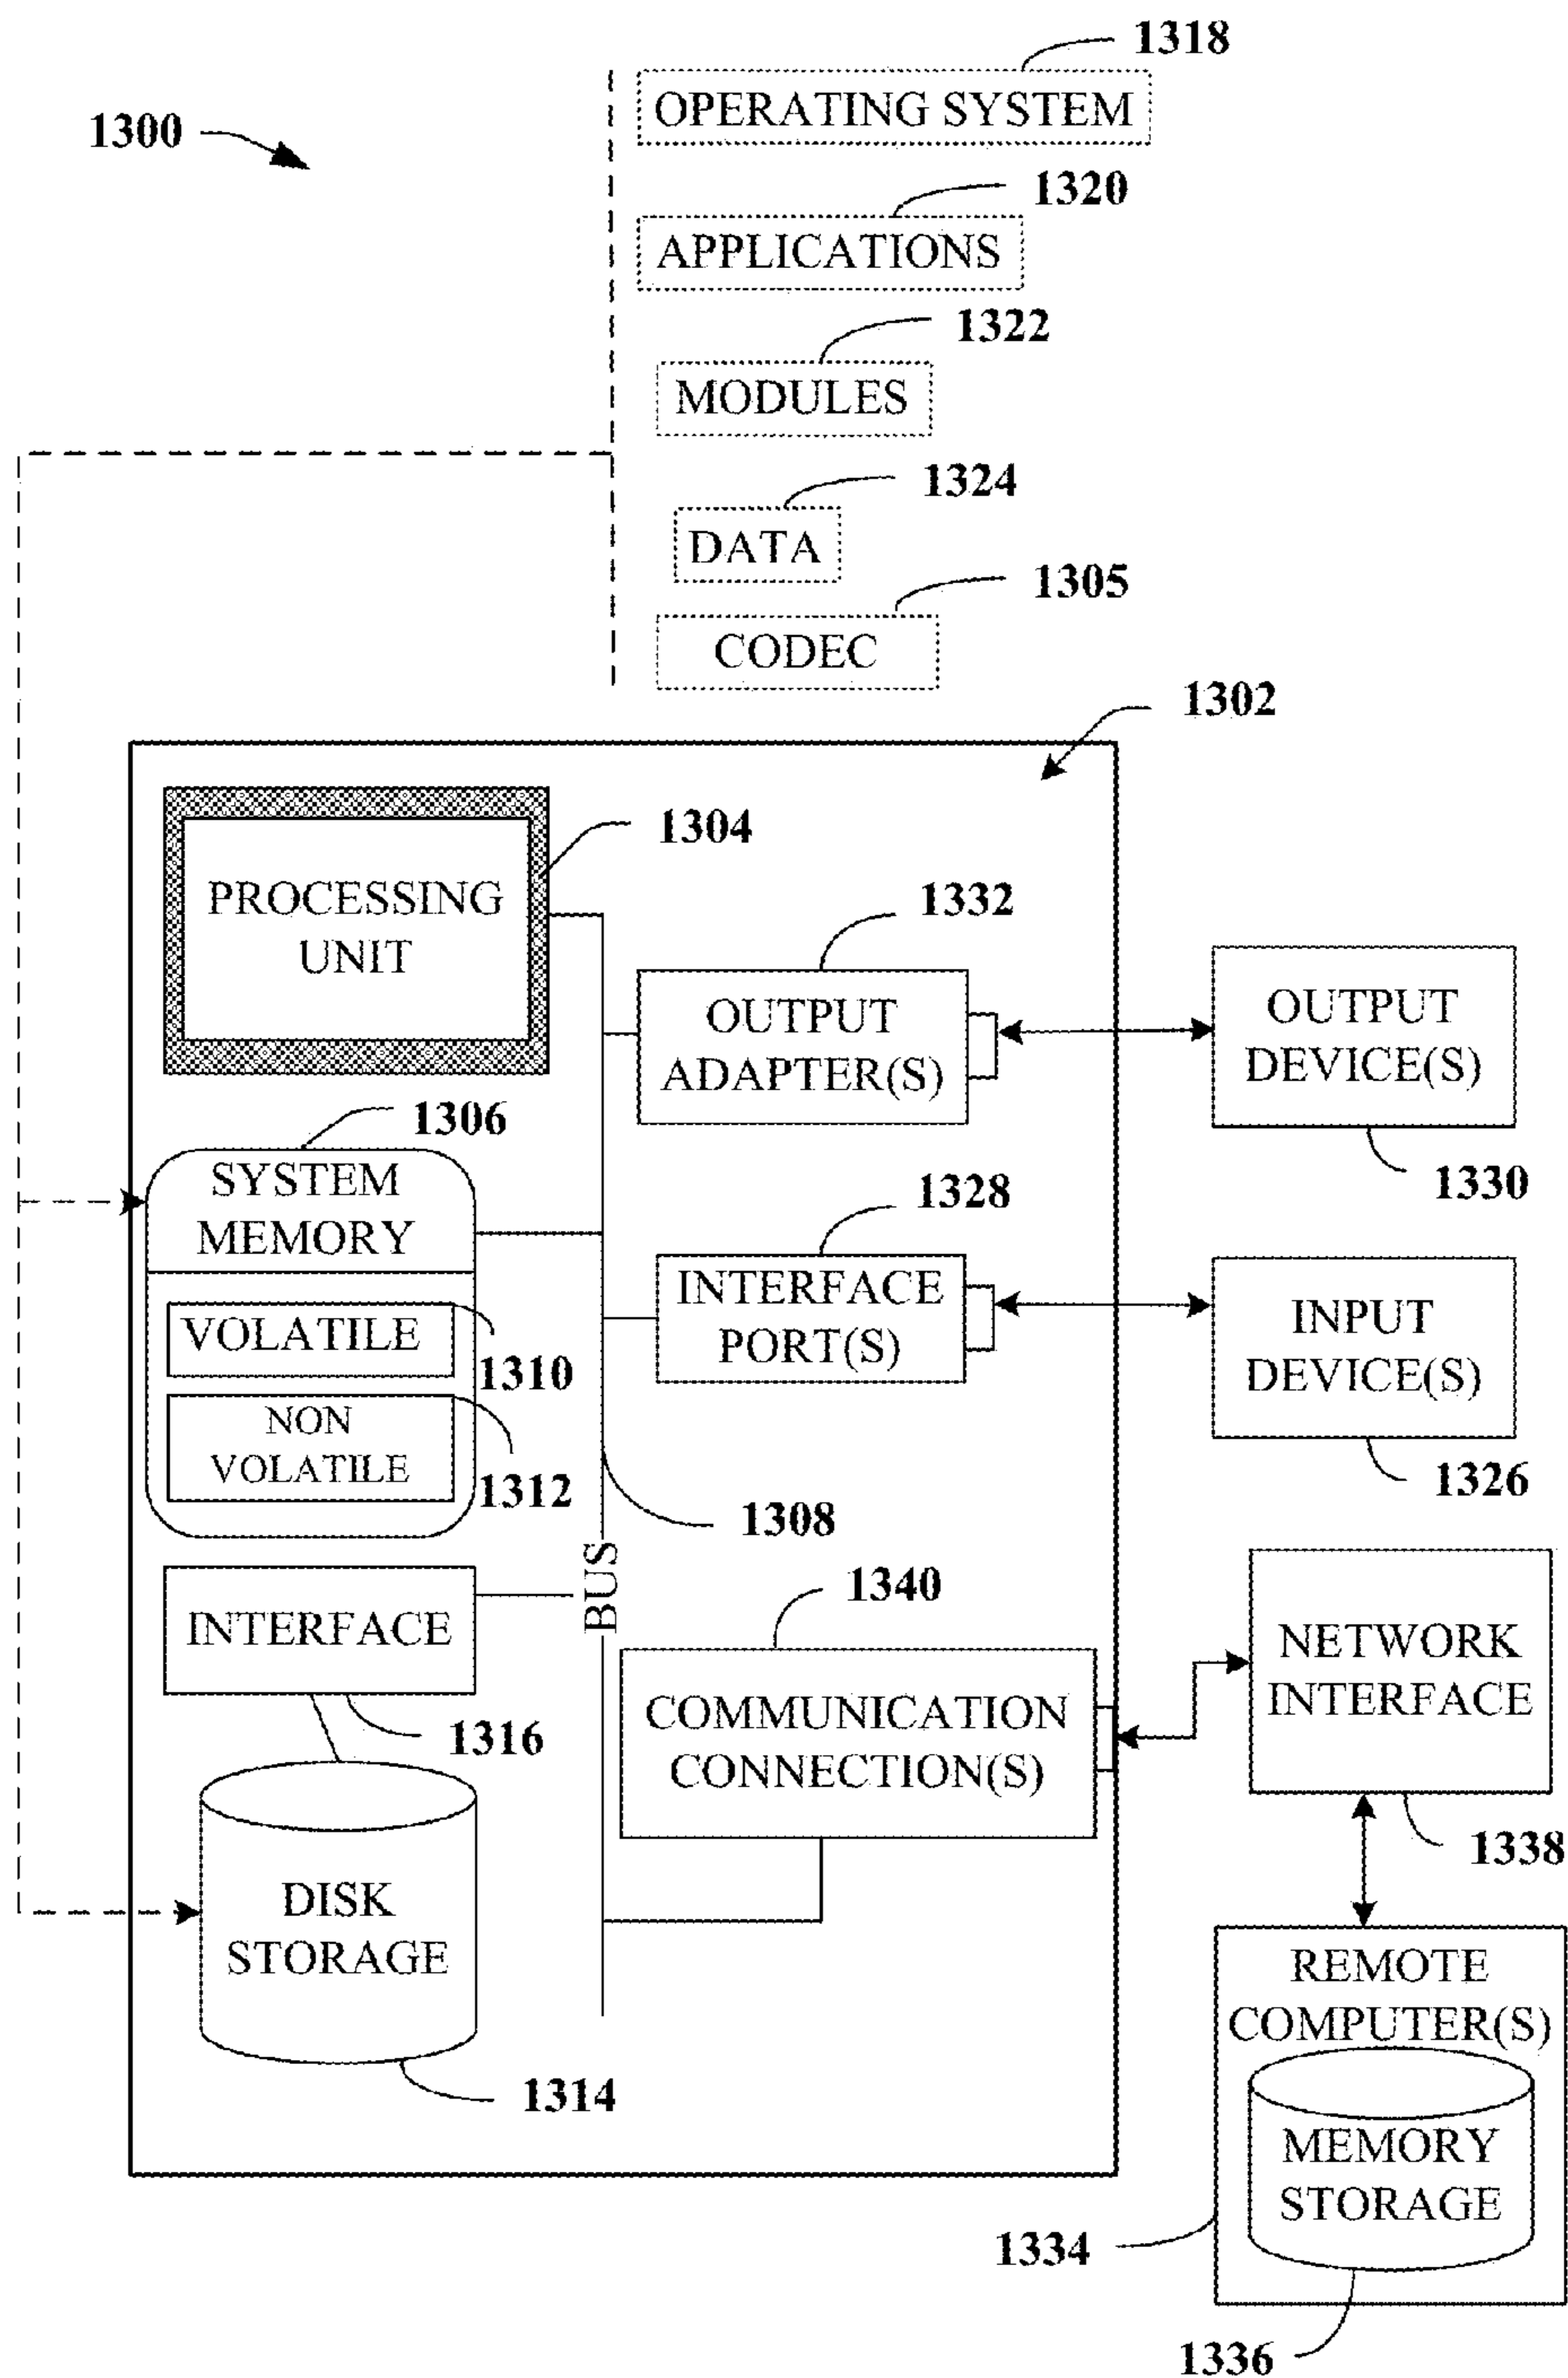 1318
OPERATING SYSTEM
1300
1320
APPLICATIONS
1322
MODULES
1324
DATA
1305
CODEC
1302
1304
PROCESSING
UNIT
1332
OUTPUT
ADAPTER(S)
OUTPUT
DEVICE(S)
1330
1306
SYSTEM
MEMORY
VOLATILE
1310
NON
VOLATILE
1312
1328
INTERFACE
PORT(S)
INPUT
DEVICE(S)
1326
1308
BUS
INTERFACE
1316
1340
COMMUNICATION
CONNECTION(S)
NETWORK
INTERFACE
1338
DISK
STORAGE
1314
REMOTE
COMPUTER(S)
MEMORY
STORAGE
1334
1336